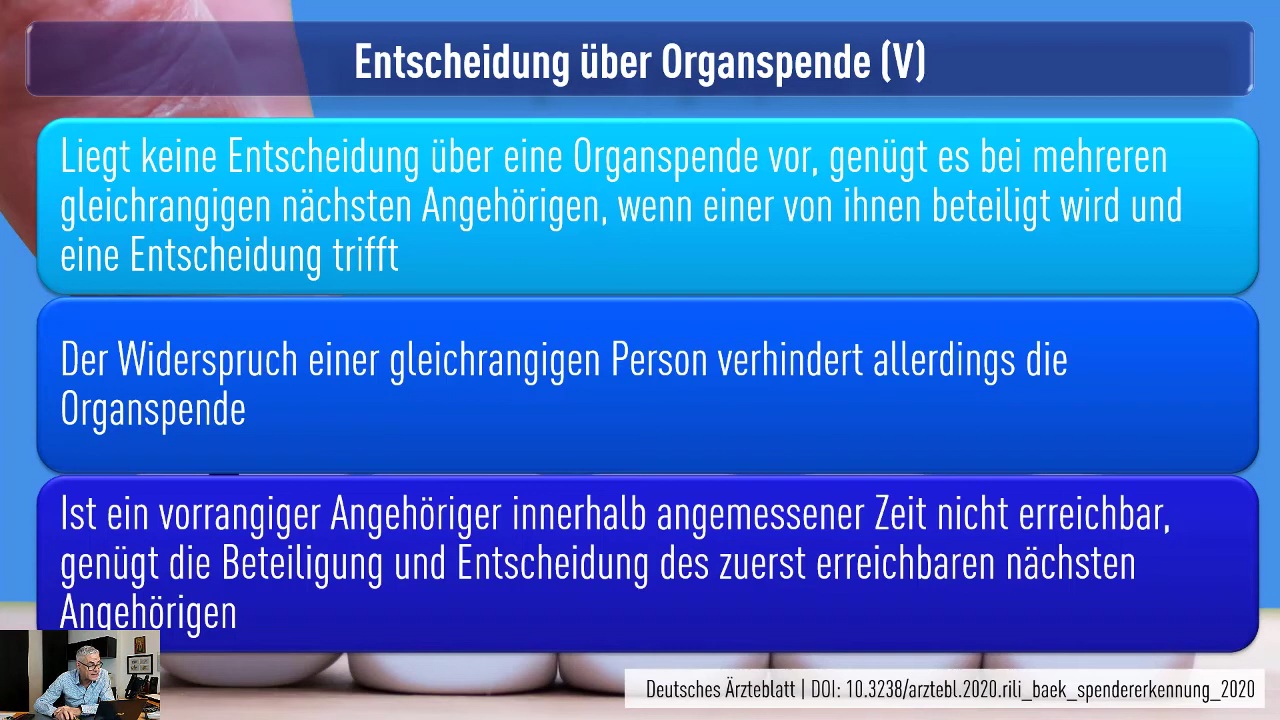 Entscheidung über Organspende (V)
Liegt keine Entscheidung über eine Organspende vor, genügt es bei mehreren
gleichrangigen nächsten Angehörigen, wenn einer von ihnen beteiligt wird und
eine Entscheidung trifft
Der Widerspruch einer gleichrangigen Person verhindert allerdings die
Organspende
Ist ein vorrangiger Angehöriger innerhalb angemessener Zeit nicht erreichbar,
genügt die Beteiligung und Entscheidung des zuerst erreichbaren nächsten
Angehörigen
Deutsches Ärzteblatt | DOI: 10.3238/arztebl.2020.rili_baek_spendererkennung_2020